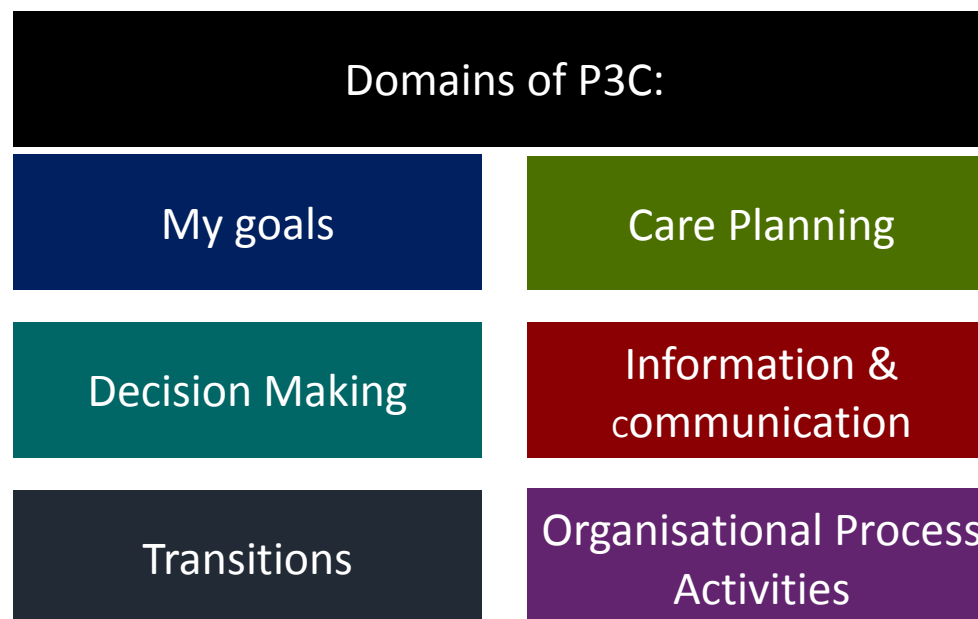 Domains of P3C:
My goals
Care Planning
Decision Making
Information &
communication
Transitions
Organisational Process
Activities